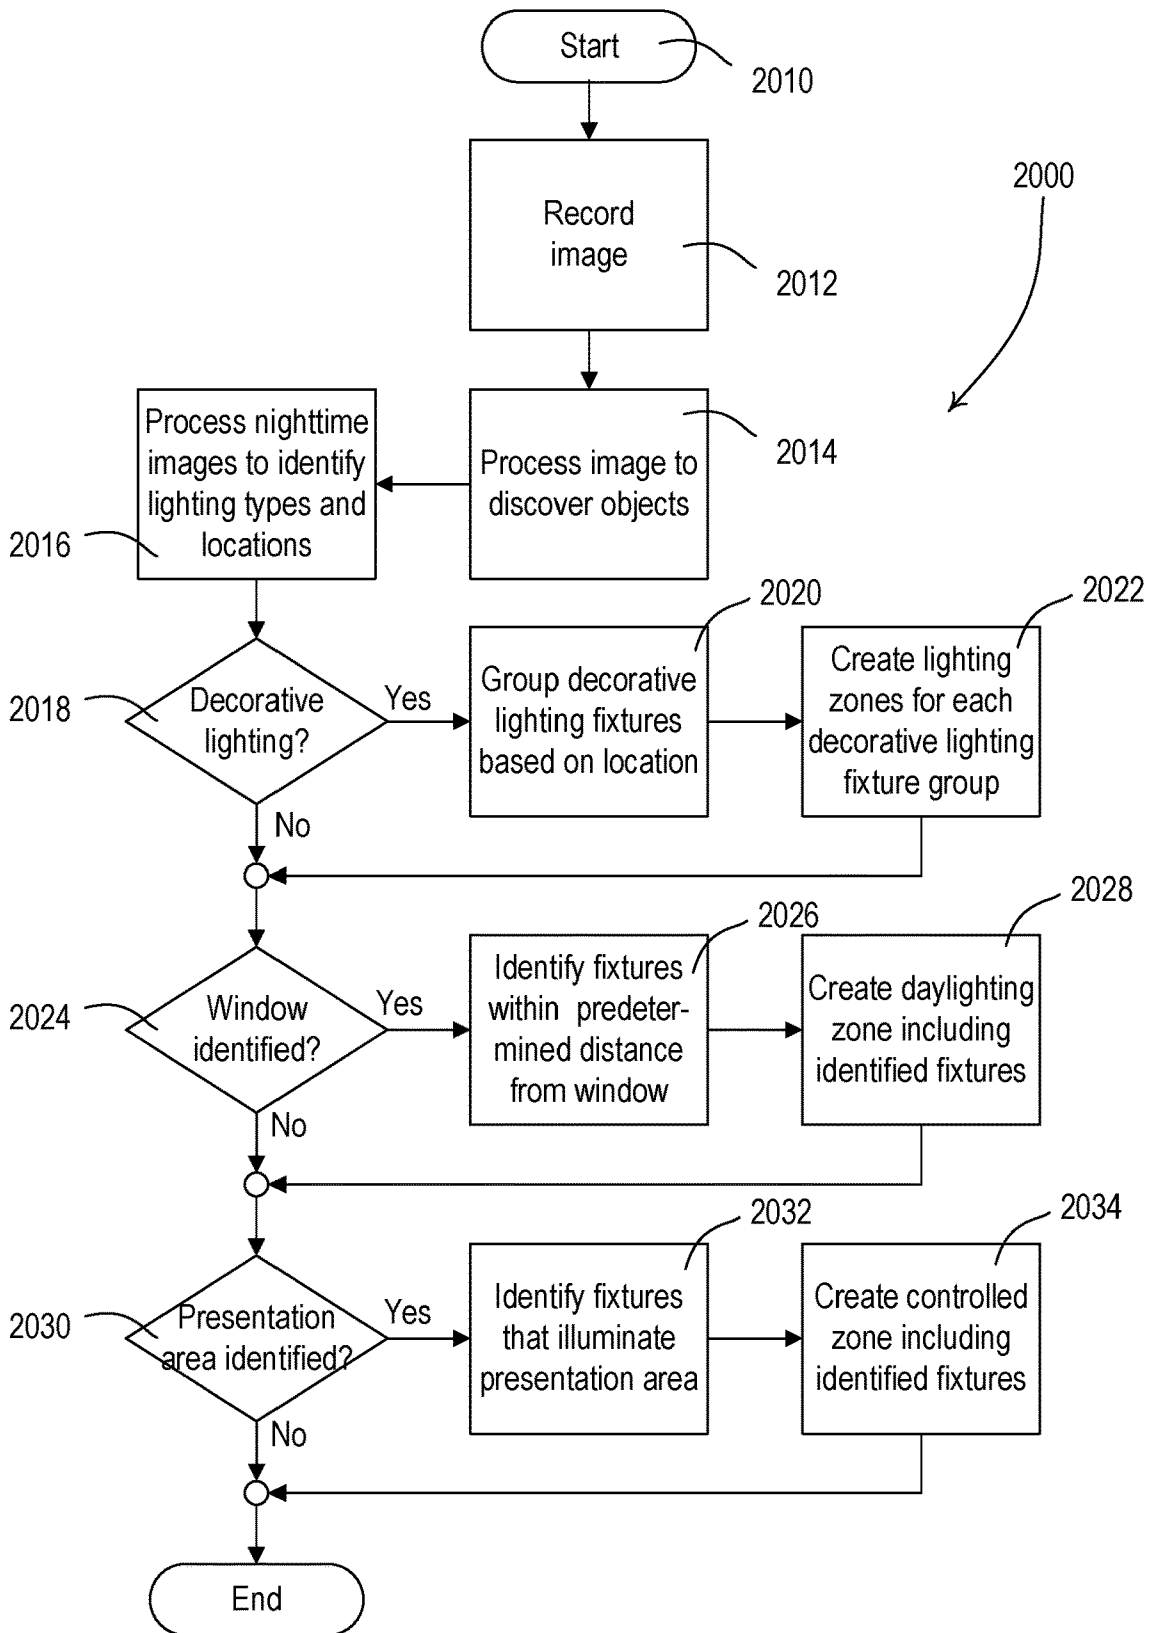 Start
2010
2000
Record
image
2012
Process nighttime
images to identify
lighting types and
locations
2016
Process image to
discover objects
2014
Decorative
lighting?
2018
Yes
No
Group decorative
lighting fixtures
based on location
2020
Create lighting
zones for each
decorative lighting
fixture group
2022
Window
identified?
2024
Yes
No
Identify fixtures
within predeter-
mined distance
from window
2026
Create daylighting
zone including
identified fixtures
2028
Presentation
area identified?
2030
Yes
No
Identify fixtures
that illuminate
presentation area
2032
Create controlled
zone including
identified fixtures
2034
End